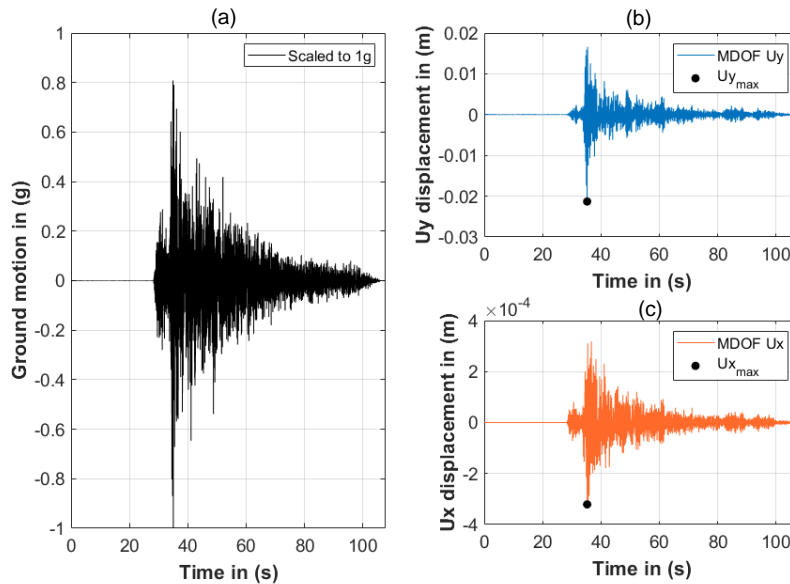 (a)
Scaled to 1g
Ground motion in (g)
1
0.8
0.6
0.4
0.2
0
-0.2
-0.4
-0.6
-0.8
-1
0 20 40 60 80 100
Time in (s)
(b)
MDOF Uy
Uy_max
Uy displacement in (m)
0.02
0.01
0
-0.01
-0.02
-0.03
0 20 40 60 80 100
Time in (s)
(c)
×10^-4
MDOF Ux
Ux_max
Ux displacement in (m)
4
2
0
-2
-4
0 20 40 60 80 100
Time in (s)